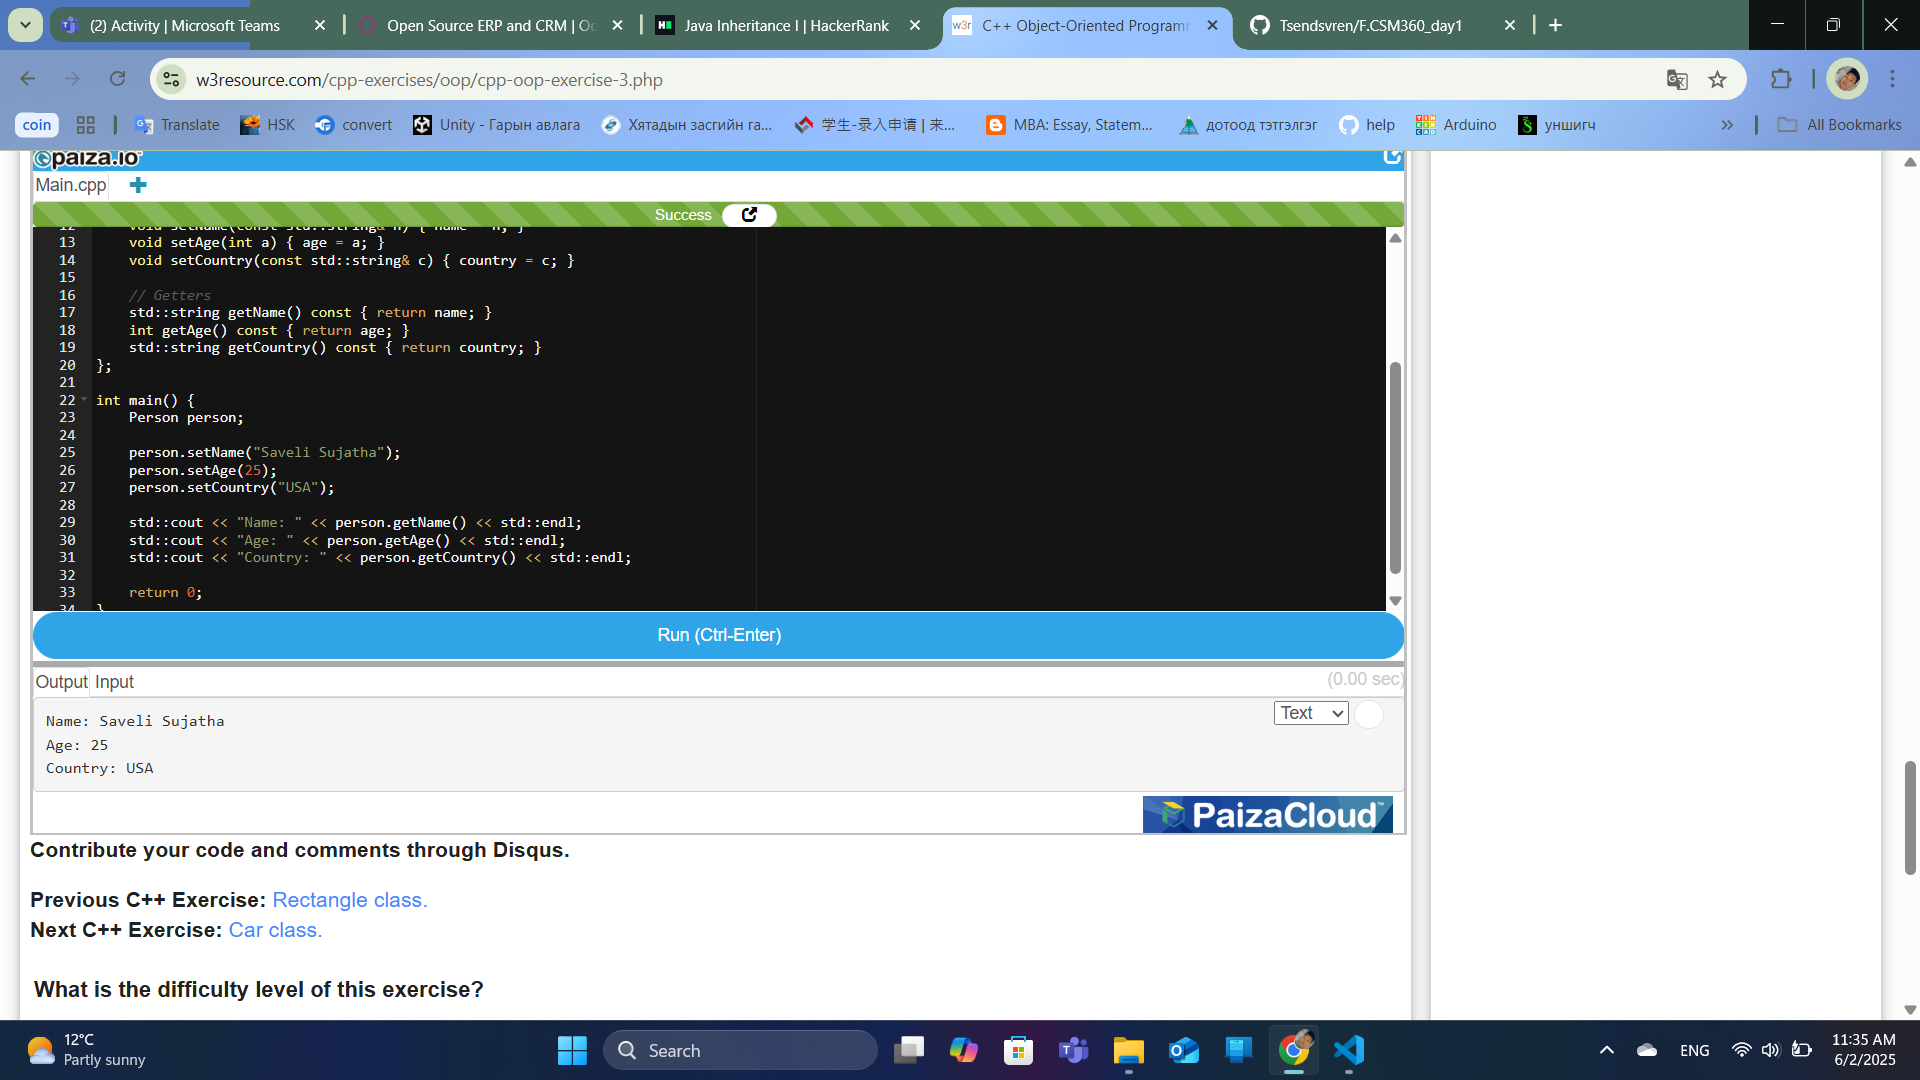 (2) Activity | Microsoft Teams
Open Source ERP and CRM | Oc
Java Inheritance I | HackerRank
w3r C++ Object-Oriented Programm
Tsendsvren/F.CSM360_day1
w3resource.com/cpp-exercises/oop/cpp-oop-exercise-3.php
coin
Translate
HSK
convert
Unity - Гарын авлага
Хятадын засгийн га...
学生-录入申请 | 来...
MBA: Essay, Statem...
дотоод тэтгэлгэг
help
Arduino
уншигч
All Bookmarks
paiza.io
Main.cpp
Success
12 void setName(const std::string& n) { name = n; }
13 void setAge(int a) { age = a; }
14 void setCountry(const std::string& c) { country = c; }
15
16 // Getters
17 std::string getName() const { return name; }
18 int getAge() const { return age; }
19 std::string getCountry() const { return country; }
20 };
21
22 int main() {
23 Person person;
24
25 person.setName("Saveli Sujatha");
26 person.setAge(25);
27 person.setCountry("USA");
28
29 std::cout << "Name: " << person.getName() << std::endl;
30 std::cout << "Age: " << person.getAge() << std::endl;
31 std::cout << "Country: " << person.getCountry() << std::endl;
32
33 return 0;
34 }
Run (Ctrl-Enter)
Output Input
(0.00 sec)
Text
Name: Saveli Sujatha
Age: 25
Country: USA
PaizaCloud™
Contribute your code and comments through Disqus.
Previous C++ Exercise: Rectangle class.
Next C++ Exercise: Car class.
What is the difficulty level of this exercise?
12°C
Partly sunny
Search
ENG
11:35 AM
6/2/2025